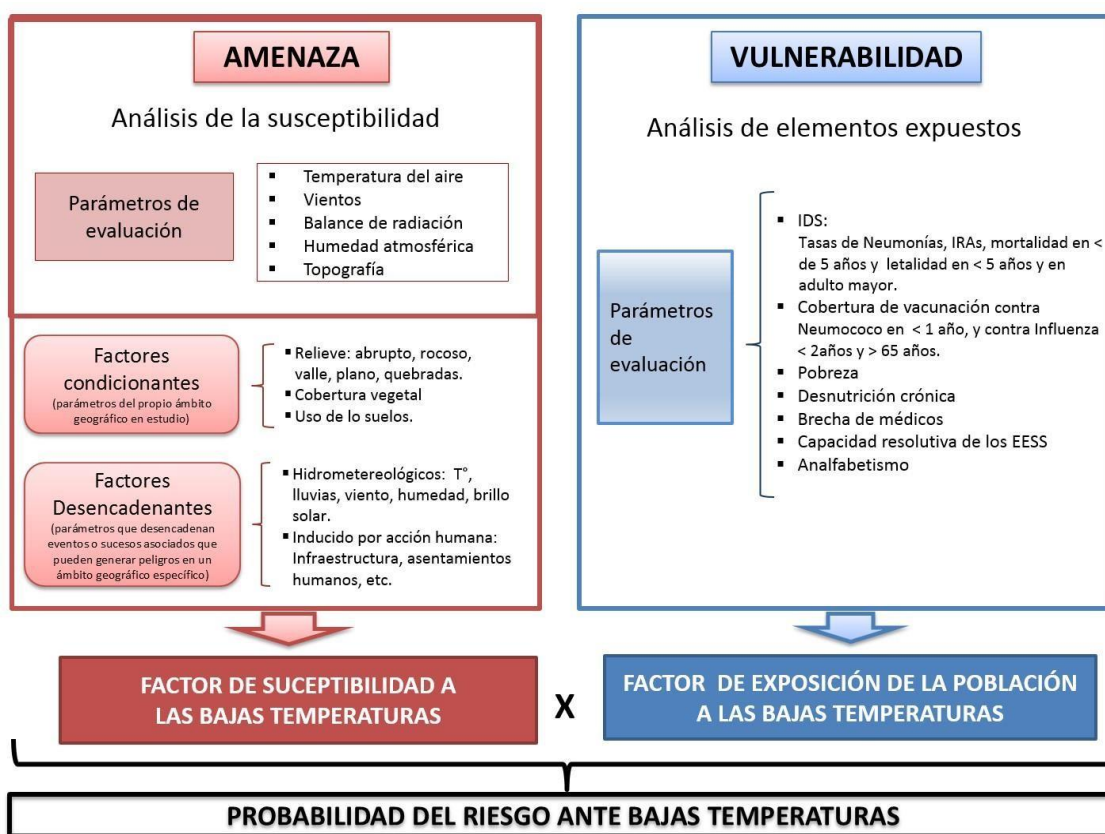 AMENAZA
Análisis de la susceptibilidad
Parámetros de
evaluación
▪ Temperatura del aire
▪ Vientos
▪ Balance de radiación
▪ Humedad atmosférica
▪ Topografía
Factores
condicionantes
(parámetros del propio ámbito
geográfico en estudio)
▪ Relieve: abrupto, rocoso,
valle, plano, quebradas.
▪ Cobertura vegetal
▪ Uso de lo suelos.
Factores
Desencadenantes
(parámetros que desencadenan
eventos o sucesos asociados que
pueden generar peligros en un
ámbito geográfico específico)
▪ Hidrometereológicos: T°,
lluvias, viento, humedad, brillo
solar.
▪ Inducido por acción humana:
Infraestructura, asentamientos
humanos, etc.
FACTOR DE SUCEPTIBILIDAD A
LAS BAJAS TEMPERATURAS
X
VULNERABILIDAD
Análisis de elementos expuestos
Parámetros
de
evaluación
▪ IDS:
Tasas de Neumonías, IRAs, mortalidad en <
de 5 años y letalidad en < 5 años y en
adulto mayor.
▪ Cobertura de vacunación contra
Neumococo en < 1 año, y contra Influenza
< 2años y > 65 años.
▪ Pobreza
▪ Desnutrición crónica
▪ Brecha de médicos
▪ Capacidad resolutiva de los EESS
▪ Analfabetismo
FACTOR DE EXPOSICIÓN DE LA POBLACIÓN
A LAS BAJAS TEMPERATURAS
PROBABILIDAD DEL RIESGO ANTE BAJAS TEMPERATURAS